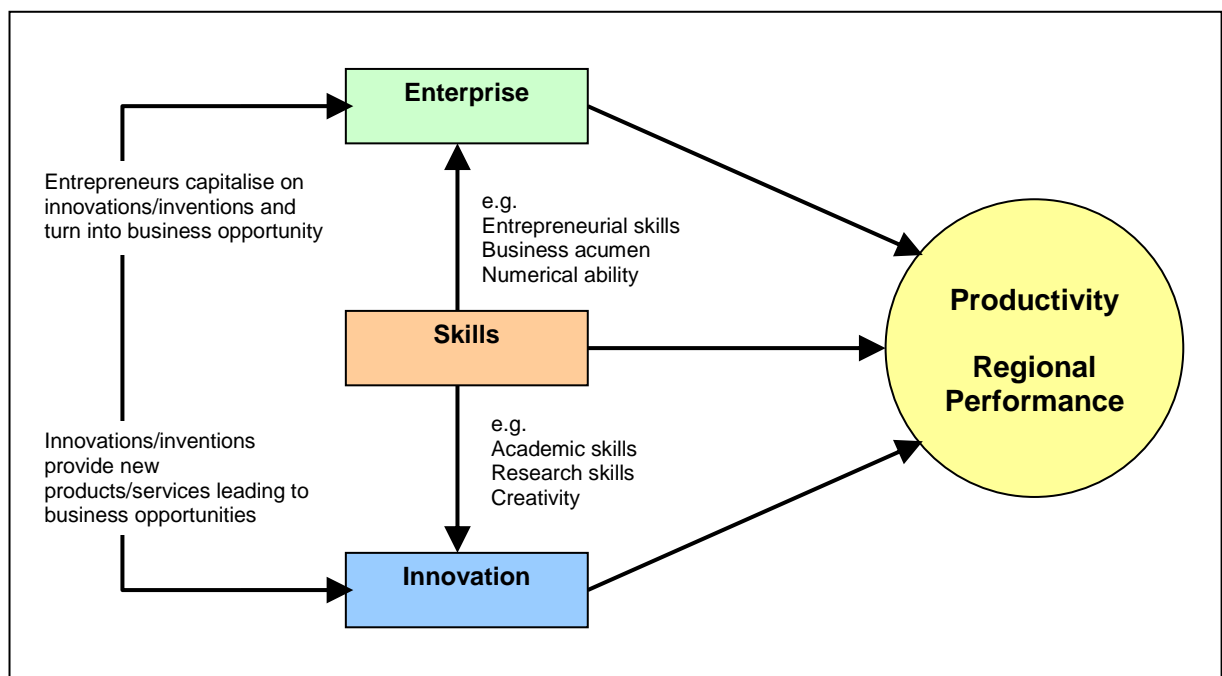 Enterprise
Entrepreneurs capitalise on
innovations/inventions and
turn into business opportunity
e.g.
Entrepreneurial skills
Business acumen
Numerical ability
Skills
Productivity
Regional
Performance
e.g.
Academic skills
Research skills
Creativity
Innovations/inventions
provide new
products/services leading to
business opportunities
Innovation